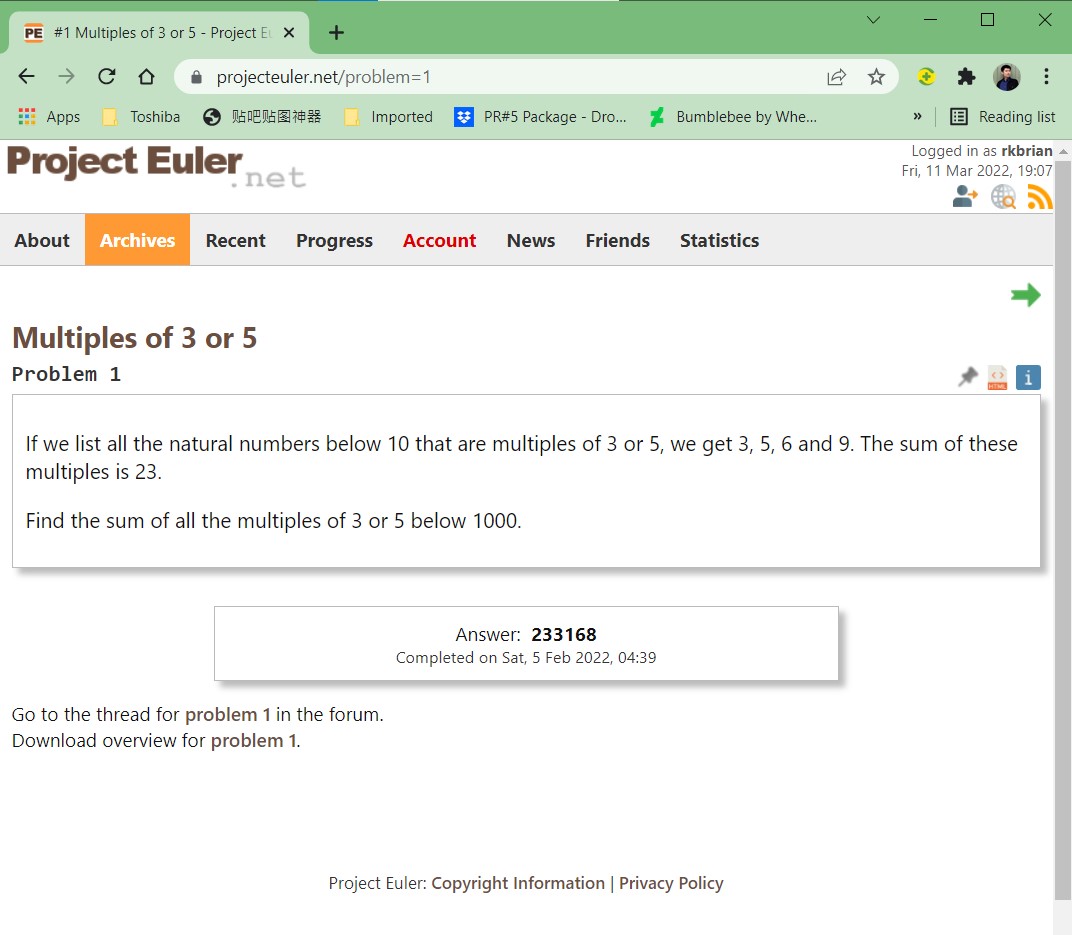 PE #1 Multiples of 3 or 5 - Project Eu
projecteuler.net/problem=1
Apps Toshiba 贴吧贴图神器 Imported PR#5 Package - Dro... Bumblebee by Whe... » Reading list
Project Euler.net
Logged in as rkbrian
Fri, 11 Mar 2022, 19:07
About Archives Recent Progress Account News Friends Statistics
Multiples of 3 or 5
Problem 1
HTML i
If we list all the natural numbers below 10 that are multiples of 3 or 5, we get 3, 5, 6 and 9. The sum of these
multiples is 23.
Find the sum of all the multiples of 3 or 5 below 1000.
Answer: 233168
Completed on Sat, 5 Feb 2022, 04:39
Go to the thread for problem 1 in the forum.
Download overview for problem 1.
Project Euler: Copyright Information | Privacy Policy